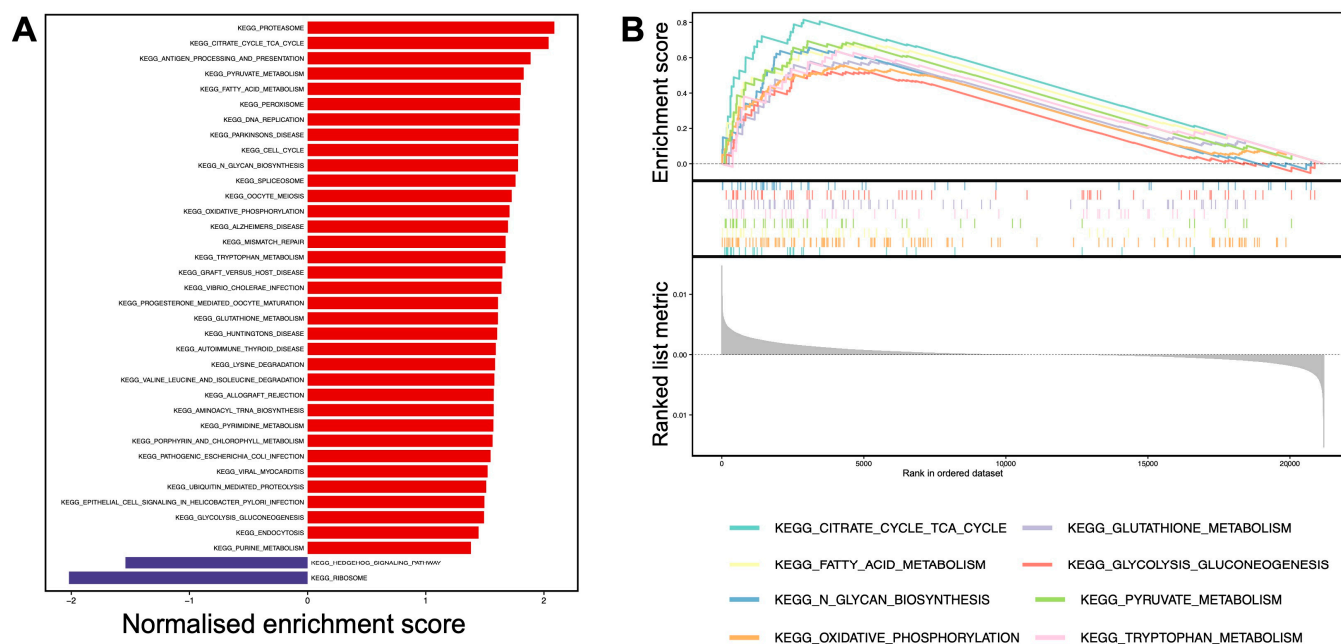 A
KEGG_PROTEASOME
KEGG_CITRATE_CYCLE_TCA_CYCLE
KEGG_ANTIGEN_PROCESSING_AND_PRESENTATION
KEGG_PYRUVATE_METABOLISM
KEGG_FATTY_ACID_METABOLISM
KEGG_PEROXISOME
KEGG_DNA_REPLICATION
KEGG_PARKINSONS_DISEASE
KEGG_CELL_CYCLE
KEGG_N_GLYCAN_BIOSYNTHESIS
KEGG_SPLICEOSOME
KEGG_OOCYTE_MEIOSIS
KEGG_OXIDATIVE_PHOSPHORYLATION
KEGG_ALZHEIMERS_DISEASE
KEGG_MISMATCH_REPAIR
KEGG_TRYPTOPHAN_METABOLISM
KEGG_GRAFT_VERSUS_HOST_DISEASE
KEGG_VIBRIO_CHOLERAE_INFECTION
KEGG_PROGESTERONE_MEDIATED_OOCYTE_MATURATION
KEGG_GLUTATHIONE_METABOLISM
KEGG_HUNTINGTONS_DISEASE
KEGG_AUTOIMMUNE_THYROID_DISEASE
KEGG_LYSINE_DEGRADATION
KEGG_VALINE_LEUCINE_AND_ISOLEUCINE_DEGRADATION
KEGG_ALLOGRAFT_REJECTION
KEGG_AMINOACYL_TRNA_BIOSYNTHESIS
KEGG_PYRIMIDINE_METABOLISM
KEGG_PORPHYRIN_AND_CHLOROPHYLL_METABOLISM
KEGG_PATHOGENIC_ESCHERICHIA_COLI_INFECTION
KEGG_VIRAL_MYOCARDITIS
KEGG_UBIQUITIN_MEDIATED_PROTEOLYSIS
KEGG_EPITHELIAL_CELL_SIGNALING_IN_HELICOBACTER_PYLORI_INFECTION
KEGG_GLYCOLYSIS_GLUCONEOGENESIS
KEGG_ENDOCYTOSIS
KEGG_PURINE_METABOLISM
KEGG_HEDGEHOG_SIGNALING_PATHWAY
KEGG_RIBOSOME
−2 −1 0 1 2
Normalised enrichment score
B
Enrichment score
0.8
0.6
0.4
0.2
0.0
Ranked list metric
0.01
0.00
0.01
0 5000 10000 15000 20000
Rank in ordered dataset
KEGG_CITRATE_CYCLE_TCA_CYCLE KEGG_GLUTATHIONE_METABOLISM
KEGG_FATTY_ACID_METABOLISM KEGG_GLYCOLYSIS_GLUCONEOGENESIS
KEGG_N_GLYCAN_BIOSYNTHESIS KEGG_PYRUVATE_METABOLISM
KEGG_OXIDATIVE_PHOSPHORYLATION KEGG_TRYPTOPHAN_METABOLISM